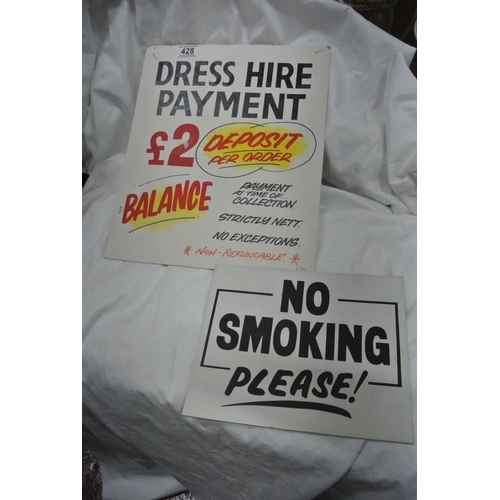 428
DRESS HIRE
PAYMENT
£2 DEPOSIT
PER ORDER
BALANCE
PAYMENT
AT TIME OF
COLLECTION
STRICTLY NETT.
NO EXCEPTIONS.
* NON-REFUNDABLE! *
NO
SMOKING
PLEASE!